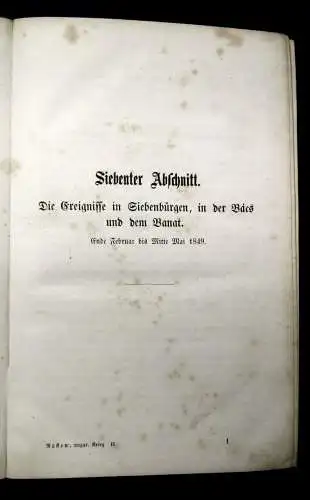 Siebenter Abschnitt.
Die Ereignisse in Siebenbürgen, in der Bács
und dem Banat.
Ende Februar bis Mitte Mai 1849.
Rüstow, ungar. Krieg II.
1